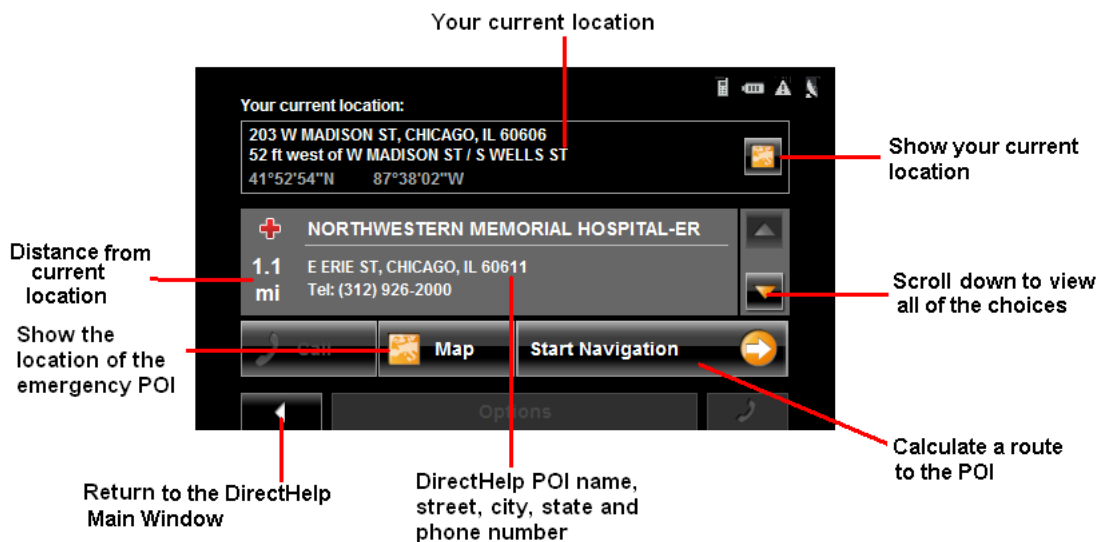 Your current location
Your current location:
203 W MADISON ST, CHICAGO, IL 60606
52 ft west of W MADISON ST / S WELLS ST
41°52'54"N 87°38'02"W
Show your current
location
NORTHWESTERN MEMORIAL HOSPITAL-ER
1.1
mi
E ERIE ST, CHICAGO, IL 60611
Tel: (312) 926-2000
Distance from
current
location
Scroll down to view
all of the choices
Show the
location of the
emergency POI
Call
Map
Start Navigation
Options
Calculate a route
to the POI
Return to the DirectHelp
Main Window
DirectHelp POI name,
street, city, state and
phone number